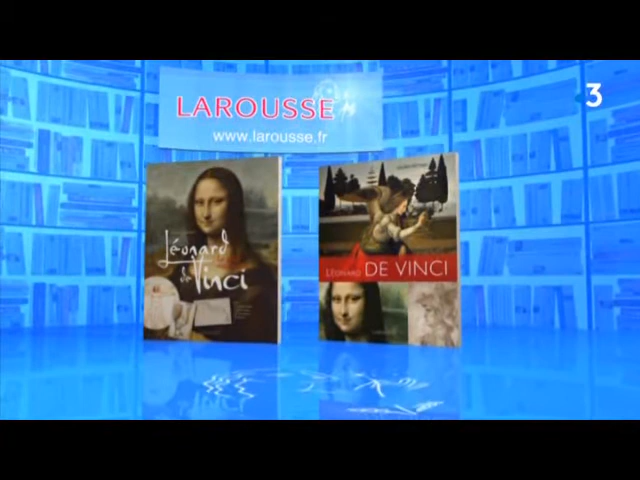 3
LAROUSSE
www.larousse.fr
Léonard
de Vinci
LÉONARD DE VINCI